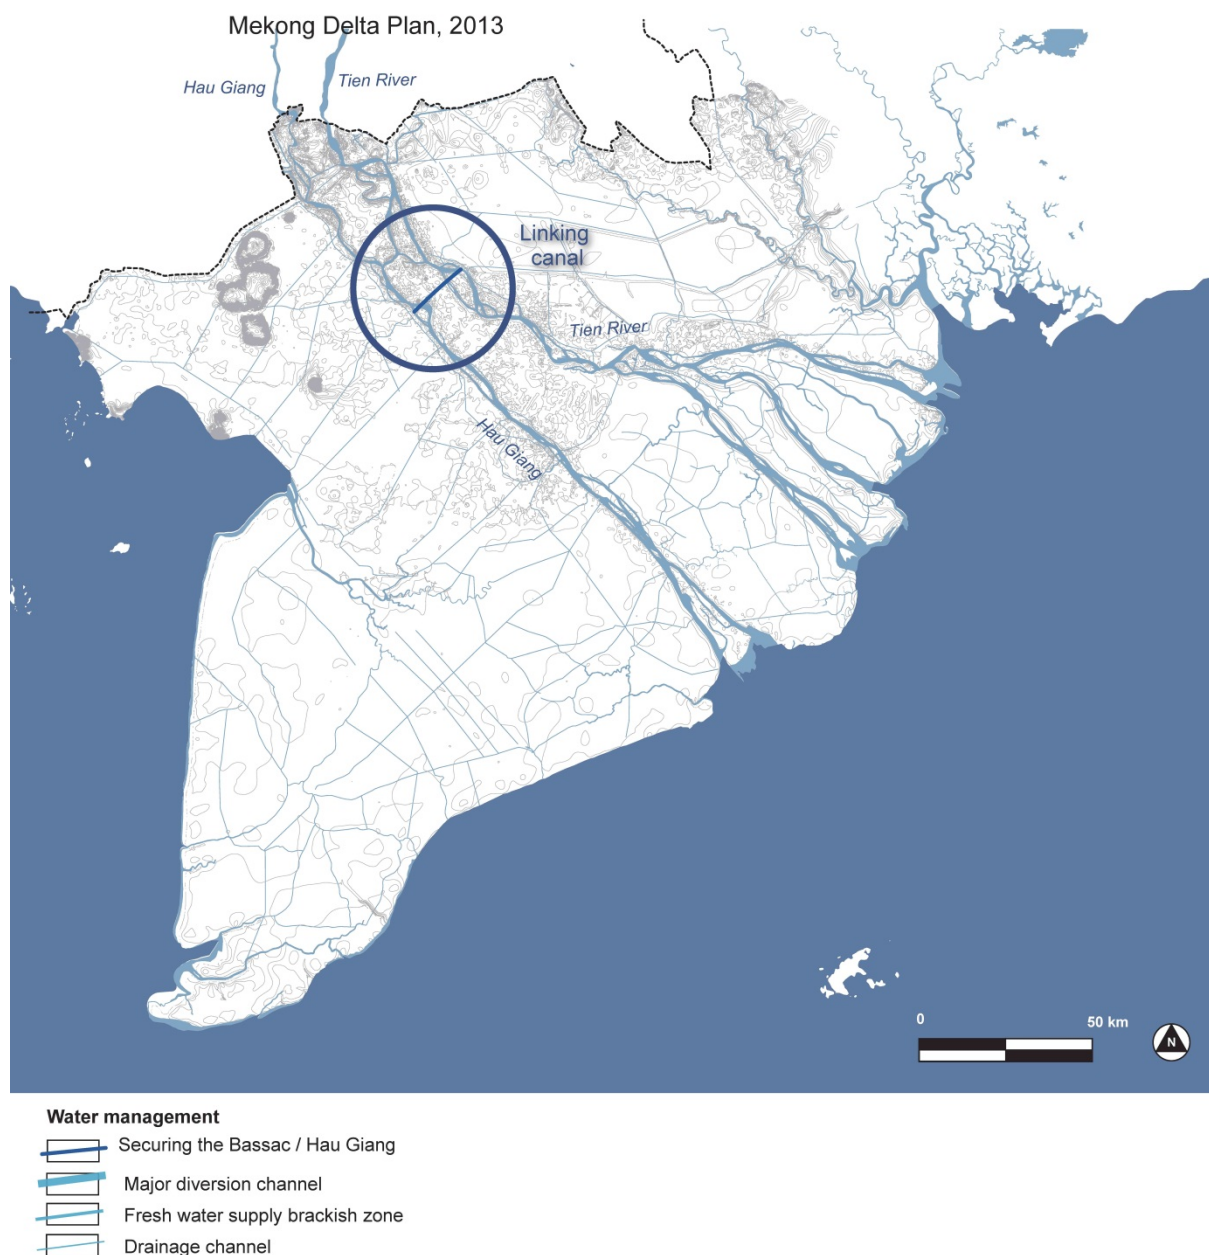 Mekong Delta Plan, 2013
Hau Giang
Tien River
Linking
canal
Tien River
Hau Giang
0
50 km
N
Water management
Securing the Bassac / Hau Giang
Major diversion channel
Fresh water supply brackish zone
Drainage channel